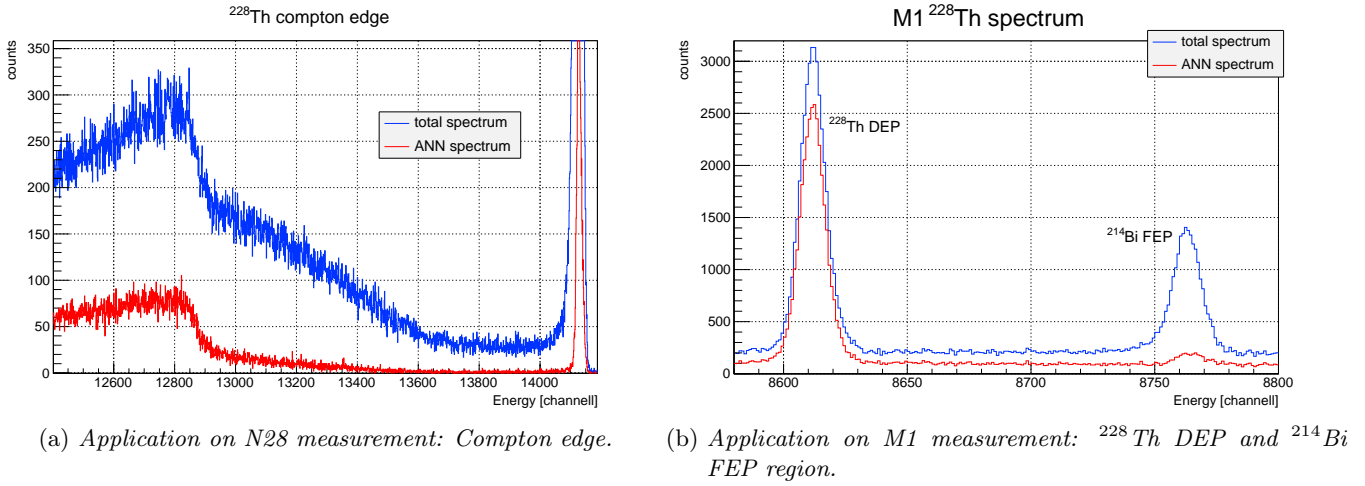 ²²⁸Th compton edge
counts
350
300
250
200
150
100
50
0
total spectrum
ANN spectrum
12600 12800 13000 13200 13400 13600 13800 14000
Energy [channell]
(a) Application on N28 measurement: Compton edge.
M1 ²²⁸Th spectrum
counts
3000
2500
2000
1500
1000
500
0
total spectrum
ANN spectrum
²²⁸Th DEP
²¹⁴Bi FEP
8600 8650 8700 8750 8800
Energy [channell]
(b) Application on M1 measurement: ²²⁸Th DEP and ²¹⁴Bi
FEP region.